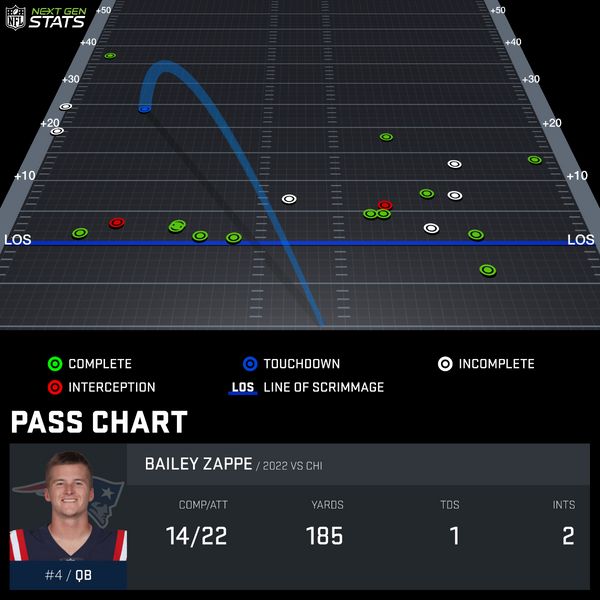 NFL NEXT GEN STATS
+50 +50
+40 +40
+30 +30
+20 +20
+10 +10
LOS LOS
COMPLETE TOUCHDOWN INCOMPLETE
INTERCEPTION LOS LINE OF SCRIMMAGE
PASS CHART
BAILEY ZAPPE / 2022 VS CHI
COMP/ATT YARDS TDS INTS
14/22 185 1 2
#4 / QB